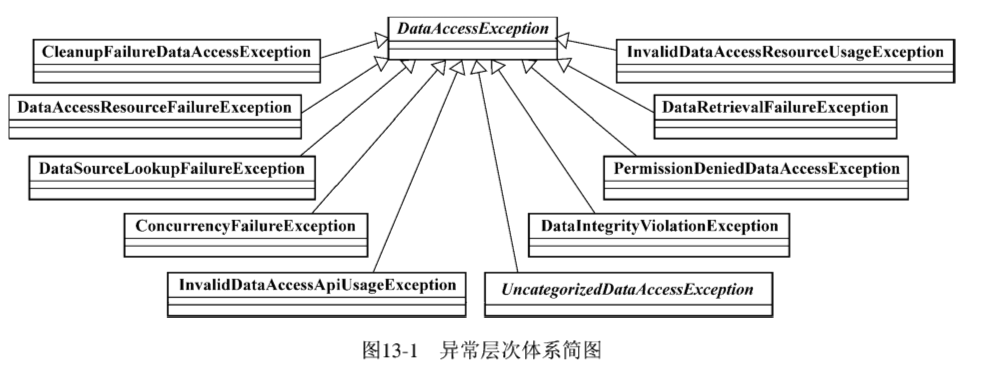 DataAccessException
CleanupFailureDataAccessException
InvalidDataAccessResourceUsageException
DataAccessResourceFailureException
DataRetrievalFailureException
DataSourceLookupFailureException
PermissionDeniedDataAccessException
ConcurrencyFailureException
DataIntegrityViolationException
InvalidDataAccessApiUsageException
UncategorizedDataAccessException
图13-1 异常层次体系简图